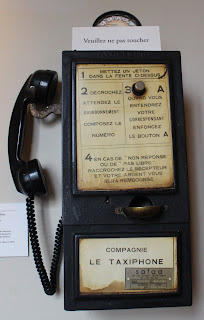 Veuillez ne pas toucher
1 METTEZ UN JETON
DANS LA FENTE CI-DESSUS
2 DÉCROCHEZ
ATTENDEZ LE
BOURDONNEMENT
COMPOSEZ LE
NUMÉRO
3 QUAND VOUS
ENTENDREZ
VOTRE
CORRESPONDANT
ENFONCEZ
LE BOUTON A
A
4 EN CAS DE "NON RÉPONSE
OU DE" PAS LIBRE
RACCROCHEZ LE RÉCEPTEUR
ET VOTRE ARGENT VOUS
SERA REMBOURSÉ
COMPAGNIE
LE TAXIPHONE